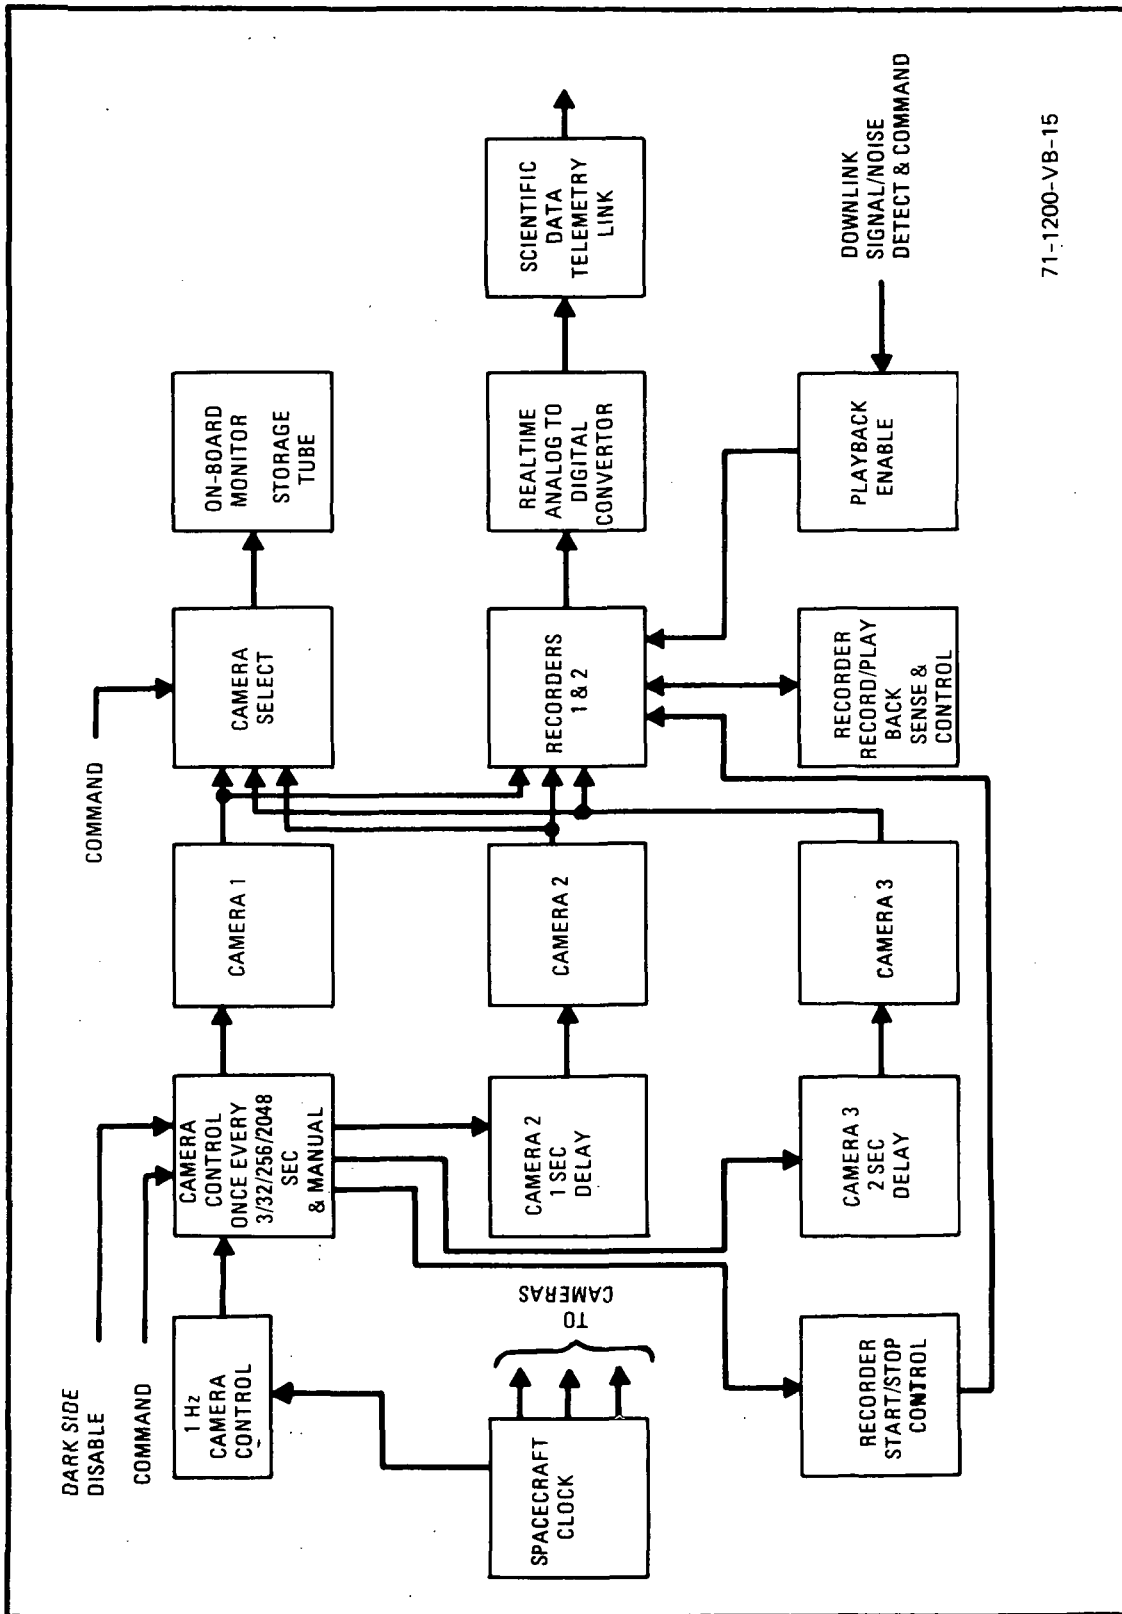 DARK SIDE
DISABLE
COMMAND
1 Hz
CAMERA
CONTROL
CAMERA
CONTROL
ONCE EVERY
3/32/256/2048
SEC
& MANUAL
CAMERA 1
COMMAND
CAMERA
SELECT
ON-BOARD
MONITOR
STORAGE
TUBE
SPACECRAFT
CLOCK
TO
CAMERAS
CAMERA 2
1 SEC
DELAY
CAMERA 2
RECORDERS
1 & 2
REALTIME
ANALOG TO
DIGITAL
CONVERTOR
SCIENTIFIC
DATA
TELEMETRY
LINK
RECORDER
START/STOP
CONTROL
CAMERA 3
2 SEC
DELAY
CAMERA 3
RECORDER
RECORD/PLAY
BACK
SENSE &
CONTROL
PLAYBACK
ENABLE
DOWNLINK
SIGNAL/NOISE
DETECT & COMMAND
71-1200-VB-15